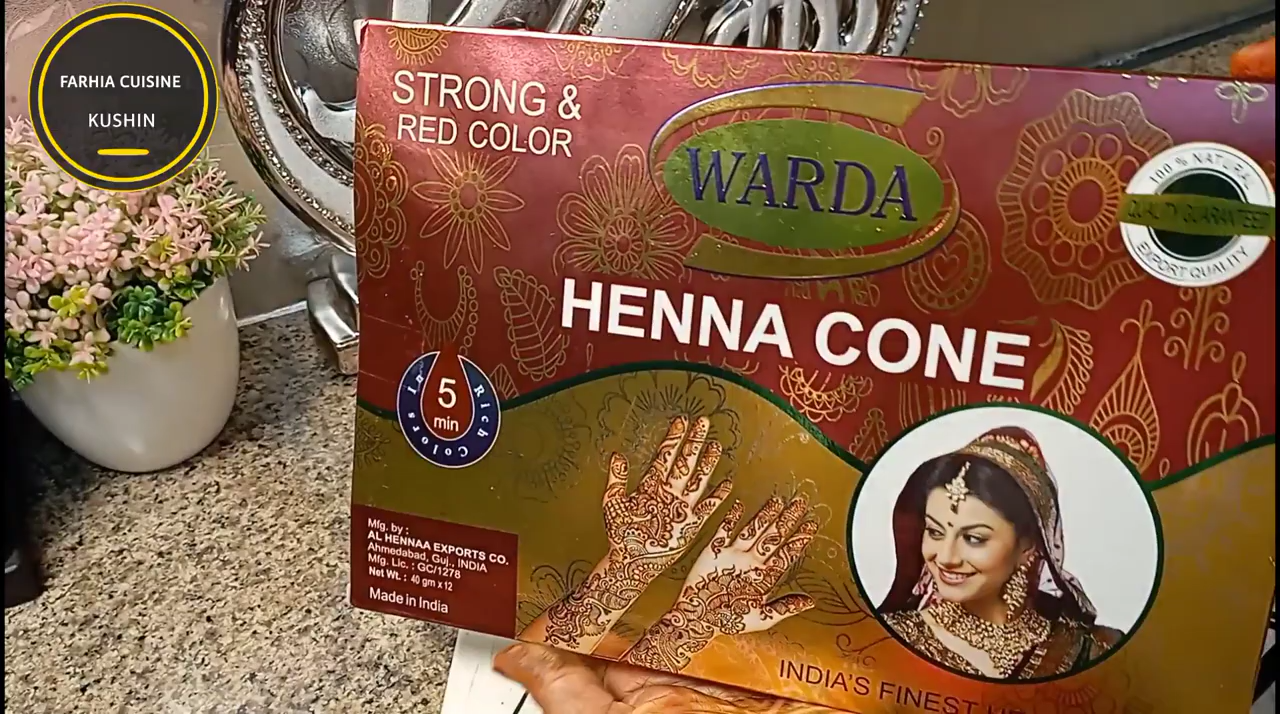 FARHIA CUISINE
KUSHIN
STRONG &
RED COLOR
WARDA
100 % NATURAL
QUALITY GUARANTEED
EXPORT QUALITY
HENNA CONE
Rich Colors In
5
min
Mfg. by :
AL HENNAA EXPORTS CO.
Ahmedabad, Guj., INDIA
Mfg. Lic. : GC/1278
Net Wt. : 40 gm x 12
Made in India
INDIA'S FINEST